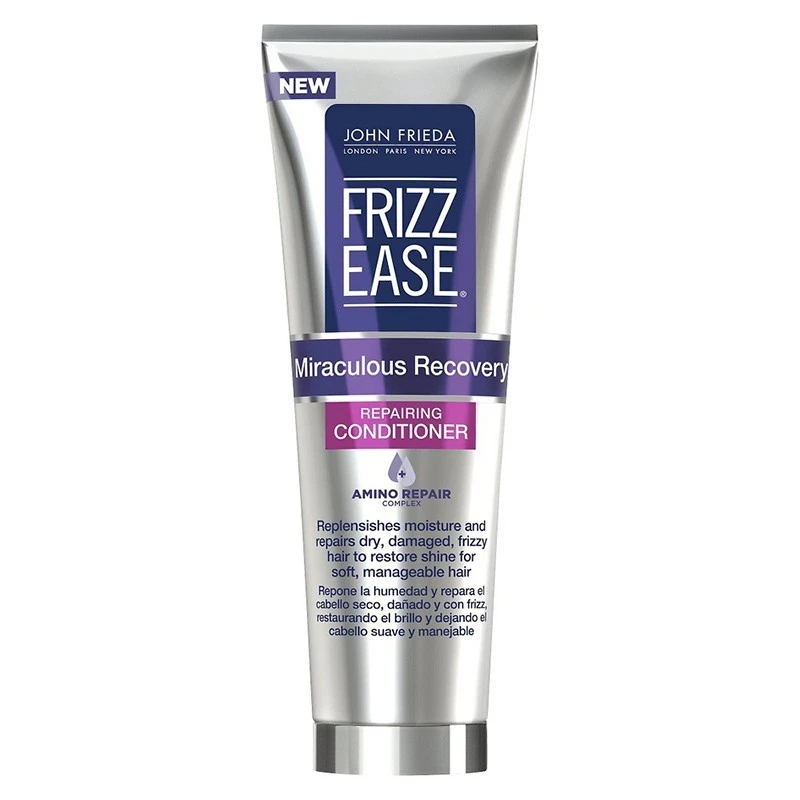 NEW
JOHN FRIEDA
LONDON PARIS NEW YORK
FRIZZ
EASE®
Miraculous Recovery
REPAIRING
CONDITIONER
AMINO REPAIR
COMPLEX
Replensishes moisture and
repairs dry, damaged, frizzy
hair to restore shine for
soft, manageable hair
Repone la humedad y repara el
cabello seco, dañado y con frizz,
restaurando el brillo y dejando el
cabello suave y manejable